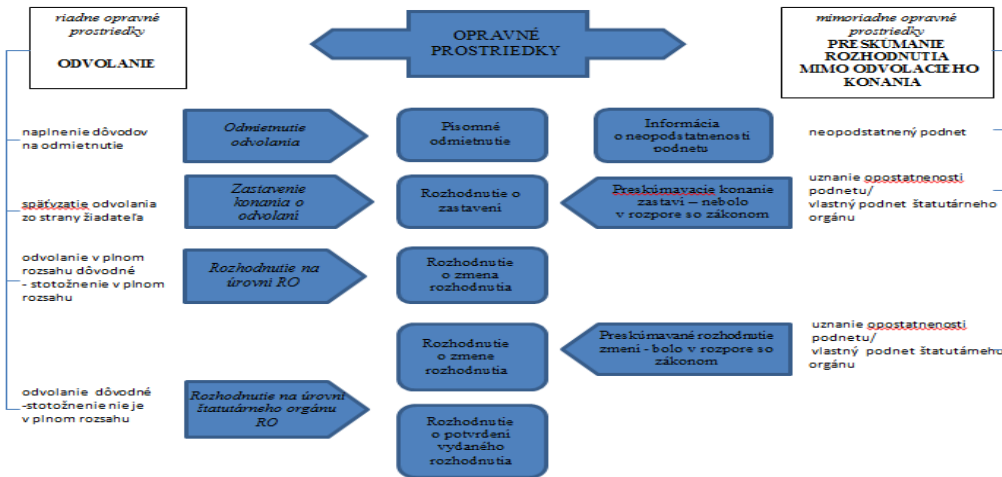 riadne opravné
prostriedky
ODVOLANIE
OPRAVNÉ
PROSTRIEDKY
mimoriadne opravné
prostriedky
PRESKÚMANIE
ROZHODNUTIA
MIMO ODVOLACIEHO
KONANIA
naplnenie dôvodov
na odmietnutie
Odmietnutie
odvolania
Písomné
odmietnutie
Informácia
o neopodstatnenosti
podnetu
neopodstatnený podnet
späťvzatie odvolania
zo strany žiadateľa
Zastavenie
konania o
odvolaní
Rozhodnutie o
zastavení
Preskúmavacie konanie
zastaví – nebolo
v rozpore so zákonom
uznanie opostatnenosti
podnetu/
vlastný podnet štatutárneho
orgánu
odvolanie v plnom
rozsahu dôvodné
- stotožnenie v plnom
rozsahu
Rozhodnutie na
úrovni RO
Rozhodnutie
o zmena
rozhodnutia
Rozhodnutie
o zmene
rozhodnutia
Preskúmavané rozhodnutie
zmení - bolo v rozpore so
zákonom
uznanie opostatnenosti
podnetu/
vlastný podnet štatutárneho
orgánu
odvolanie dôvodné
-stotožnenie nie je
v plnom rozsahu
Rozhodnutie na úrovni
štatutárneho orgánu
RO
Rozhodnutie
o potvrdení
vydaného
rozhodnutia